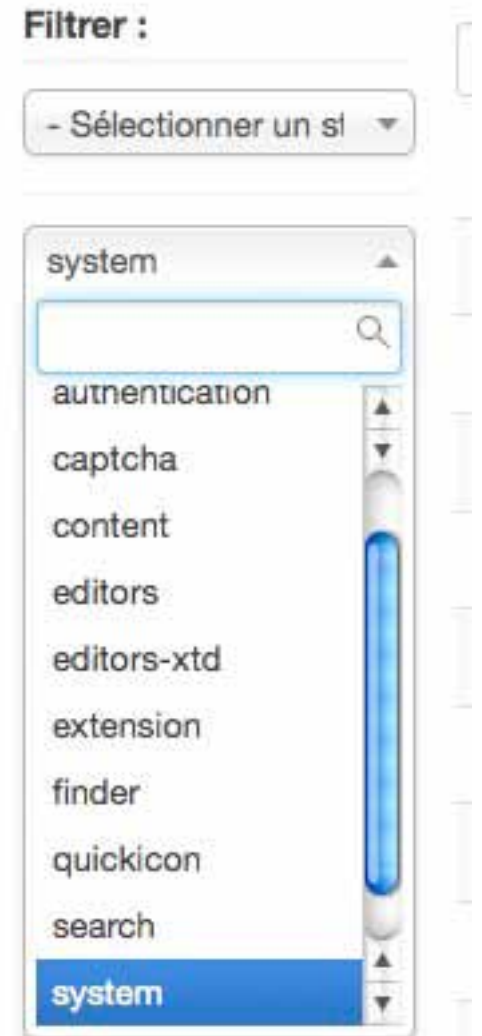 Filtrer :
- Sélectionner un st
system
authentication
captcha
content
editors
editors-xtd
extension
finder
quickicon
search
system